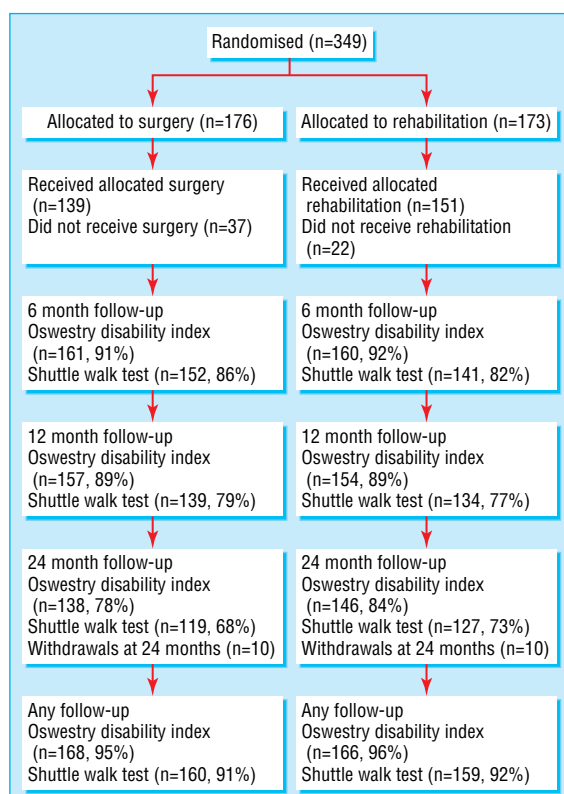 Randomised (n=349)
Allocated to surgery (n=176)
Allocated to rehabilitation (n=173)
Received allocated surgery
(n=139)
Did not receive surgery (n=37)
Received allocated
rehabilitation (n=151)
Did not receive rehabilitation
(n=22)
6 month follow-up
Oswestry disability index
(n=161, 91%)
Shuttle walk test (n=152, 86%)
6 month follow-up
Oswestry disability index
(n=160, 92%)
Shuttle walk test (n=141, 82%)
12 month follow-up
Oswestry disability index
(n=157, 89%)
Shuttle walk test (n=139, 79%)
12 month follow-up
Oswestry disability index
(n=154, 89%)
Shuttle walk test (n=134, 77%)
24 month follow-up
Oswestry disability index
(n=138, 78%)
Shuttle walk test (n=119, 68%)
Withdrawals at 24 months (n=10)
24 month follow-up
Oswestry disability index
(n=146, 84%)
Shuttle walk test (n=127, 73%)
Withdrawals at 24 months (n=10)
Any follow-up
Oswestry disability index
(n=168, 95%)
Shuttle walk test (n=160, 91%)
Any follow-up
Oswestry disability index
(n=166, 96%)
Shuttle walk test (n=159, 92%)